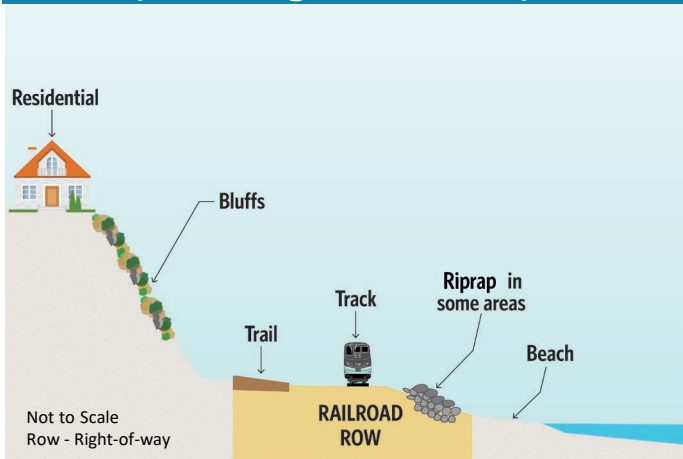 Residential
Bluffs
Riprap in
some areas
Track
Trail
Beach
RAILROAD
ROW
Not to Scale
Row - Right-of-way